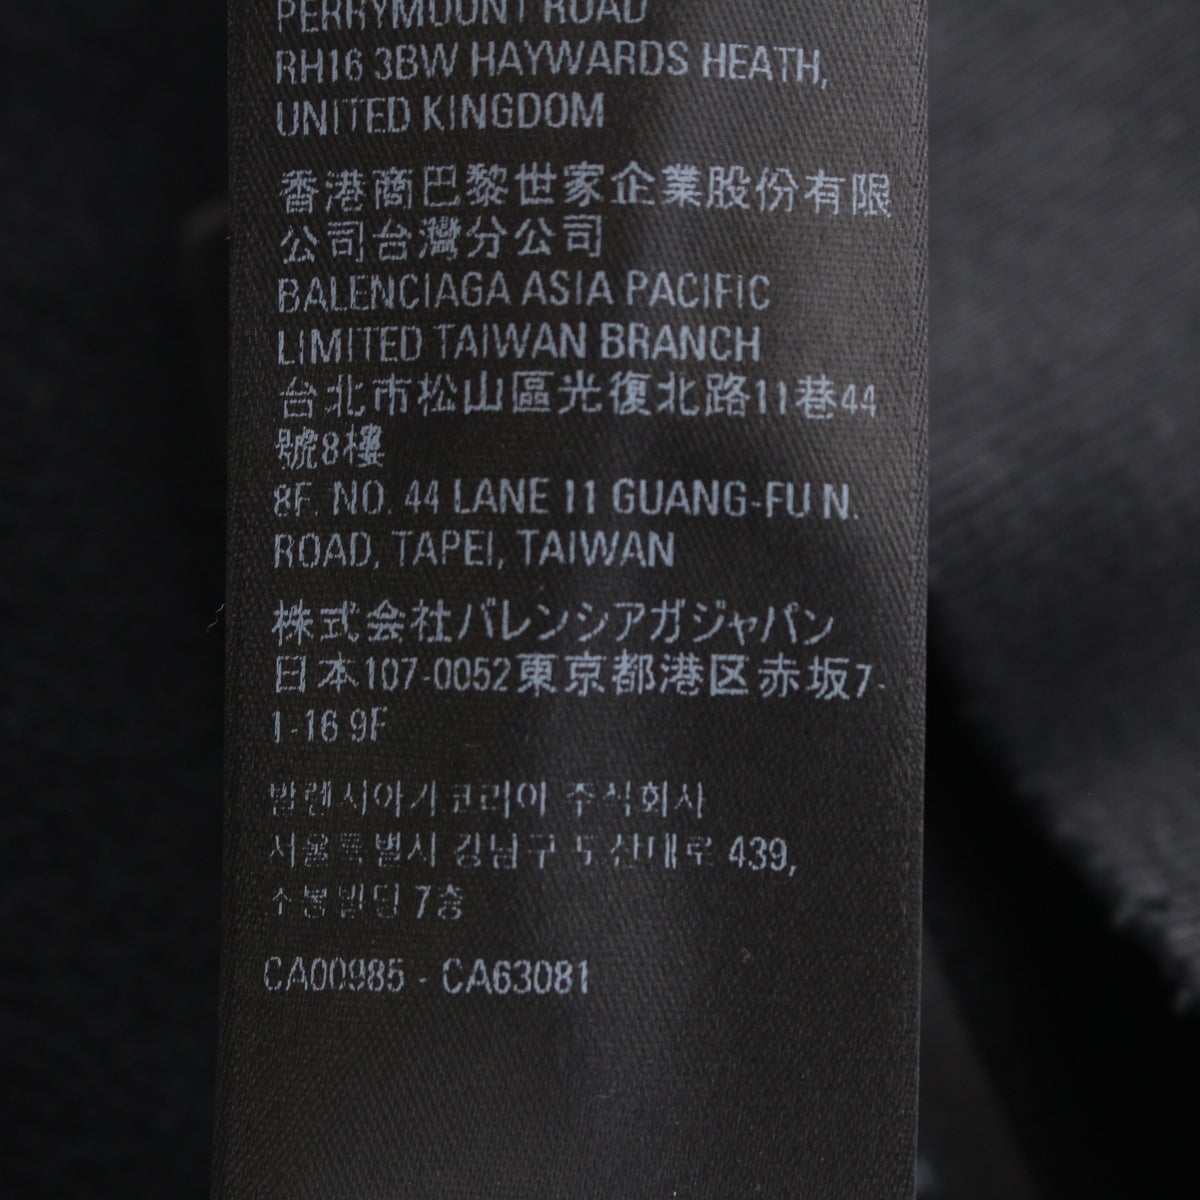 PERRYMOUNT ROAD
RH16 3BW HAYWARDS HEATH,
UNITED KINGDOM
香港商巴黎世家企業股份有限
公司台灣分公司
BALENCIAGA ASIA PACIFIC
LIMITED TAIWAN BRANCH
台北市松山區光復北路11巷44
號8樓
8F. NO. 44 LANE 11 GUANG-FU N.
ROAD, TAPEI, TAIWAN
株式会社バレンシアガジャパン
日本107-0052東京都港区赤坂7-
1-16 9F
발렌시아가코리아 주식회사
서울특별시 강남구 도산대로 439,
빌딩 7층
CA00985 - CA63081